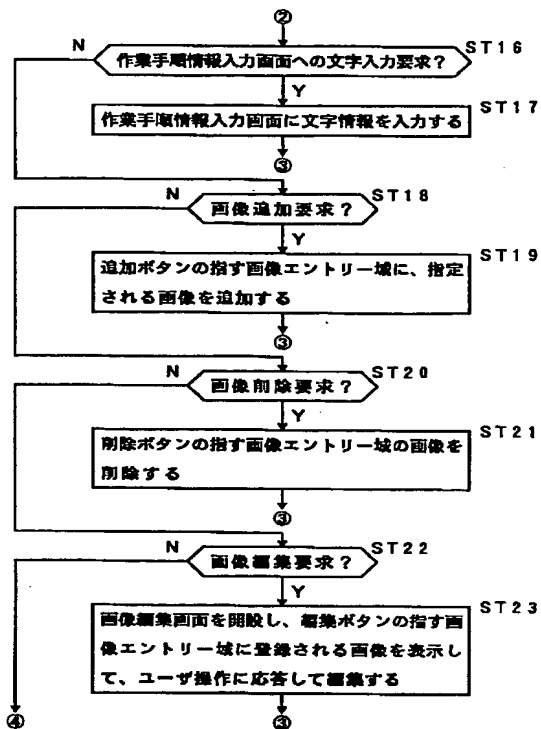 ②
N
作業手順情報入力画面への文字入力要求？
ST16
Y
作業手順情報入力画面に文字情報を入力する
ST17
③
N
画像追加要求？
ST18
Y
追加ボタンの指す画像エントリー域に、指定
される画像を追加する
ST19
③
N
画像削除要求？
ST20
Y
削除ボタンの指す画像エントリー域の画像を
削除する
ST21
③
N
画像編集要求？
ST22
Y
画像編集画面を開設し、編集ボタンの指す画
像エントリー域に登録される画像を表示し
て、ユーザ操作に応答して編集する
ST23
④
③